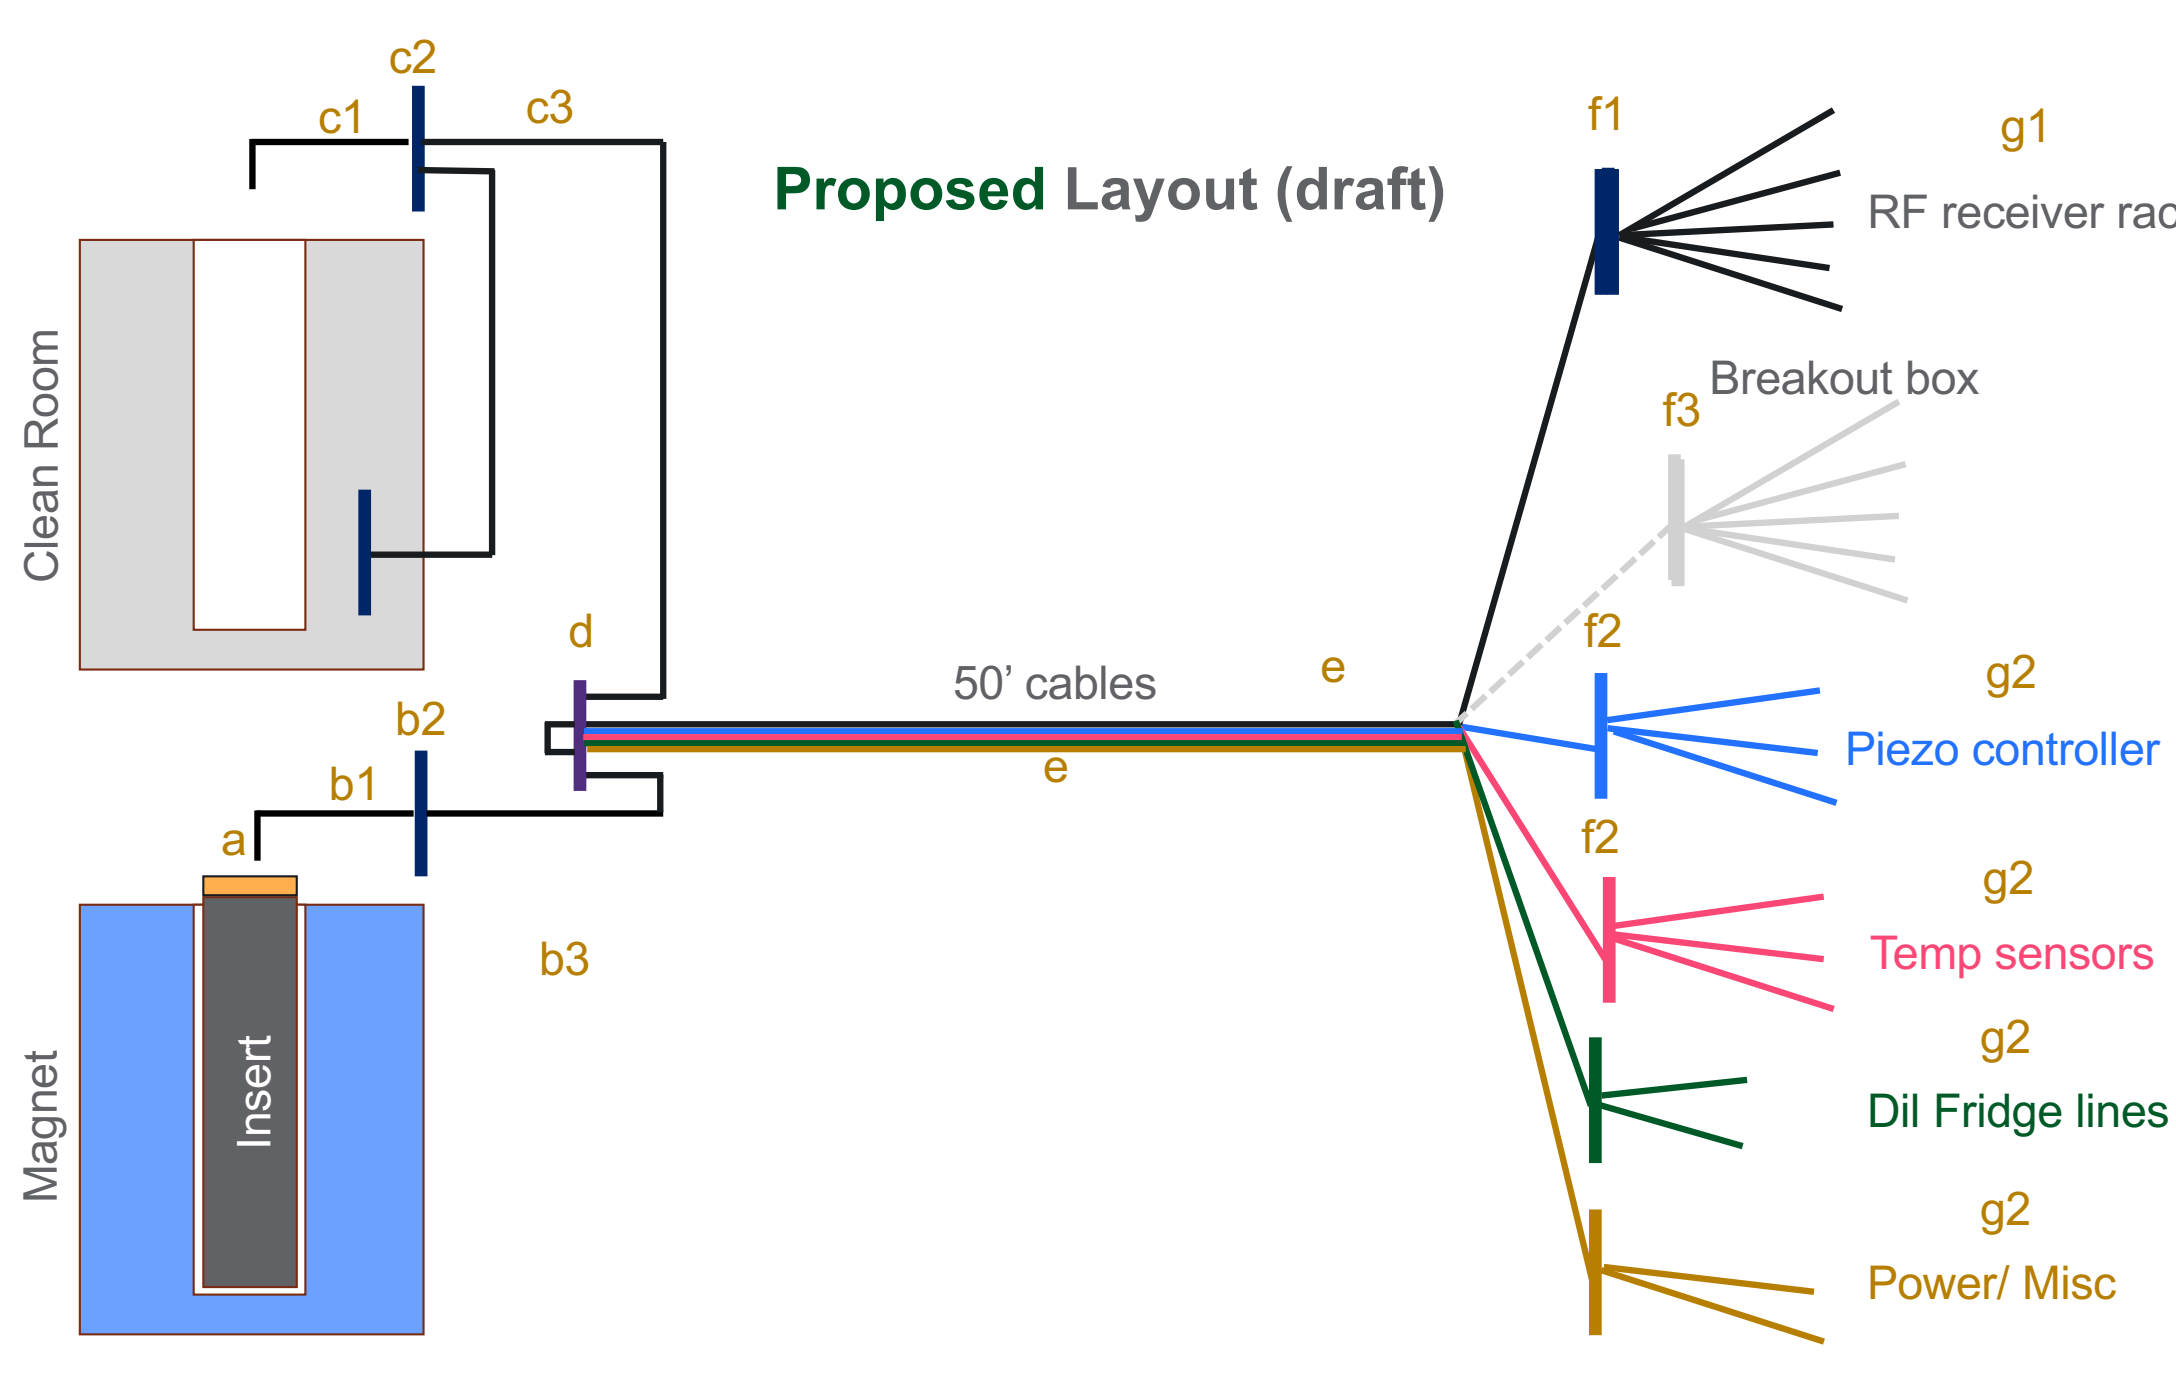 c2
c1
c3
f1
g1
Proposed Layout (draft)
RF receiver rac
Clean Room
Breakout box
f3
d
f2
50’ cables
e
g2
b2
Piezo controller
e
b1
a
f2
g2
b3
Temp sensors
Insert
Magnet
g2
Dil Fridge lines
g2
Power/ Misc